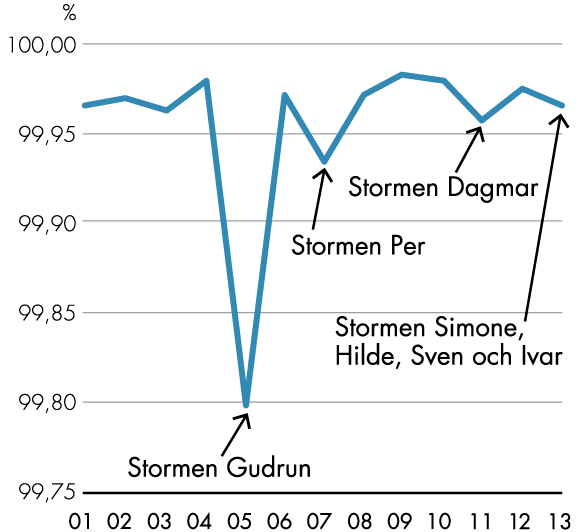 %
100,00
99,95
99,90
99,85
99,80
99,75
Stormen Dagmar
Stormen Per
Stormen Simone,
Hilde, Sven och Ivar
Stormen Gudrun
01 02 03 04 05 06 07 08 09 10 11 12 13